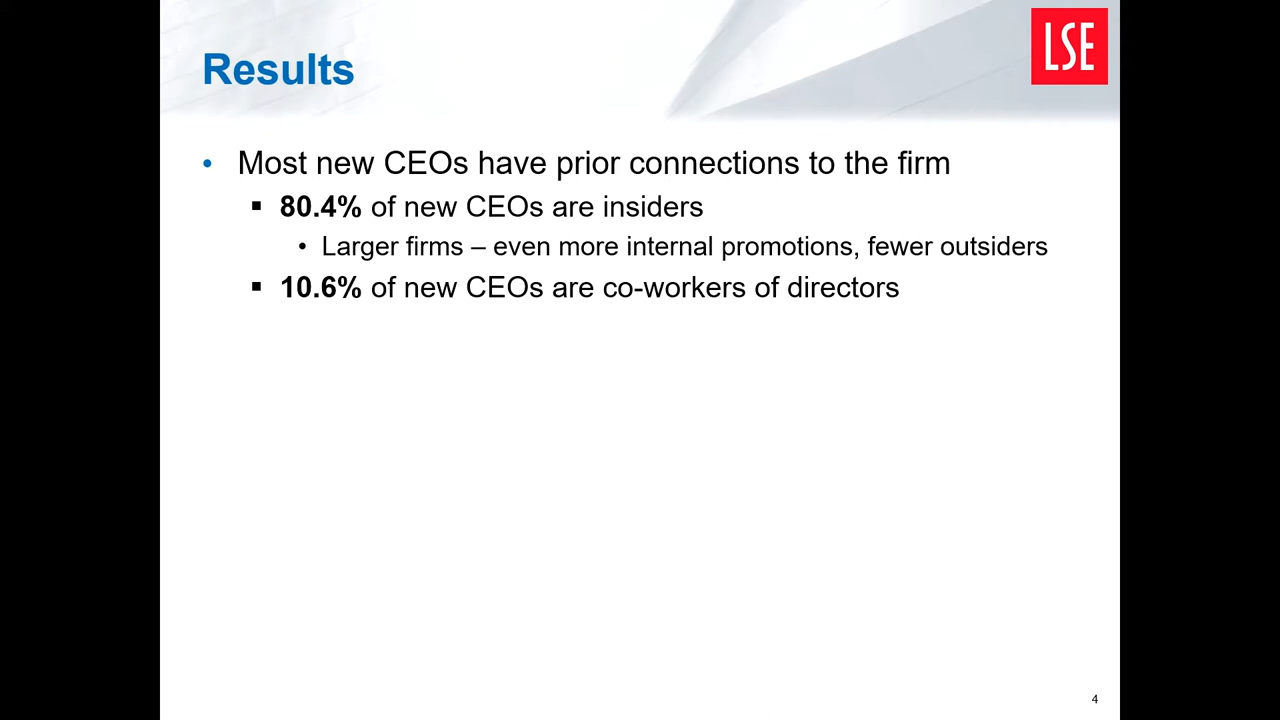 Results
LSE
• Most new CEOs have prior connections to the firm
▪ 80.4% of new CEOs are insiders
• Larger firms – even more internal promotions, fewer outsiders
▪ 10.6% of new CEOs are co-workers of directors
4